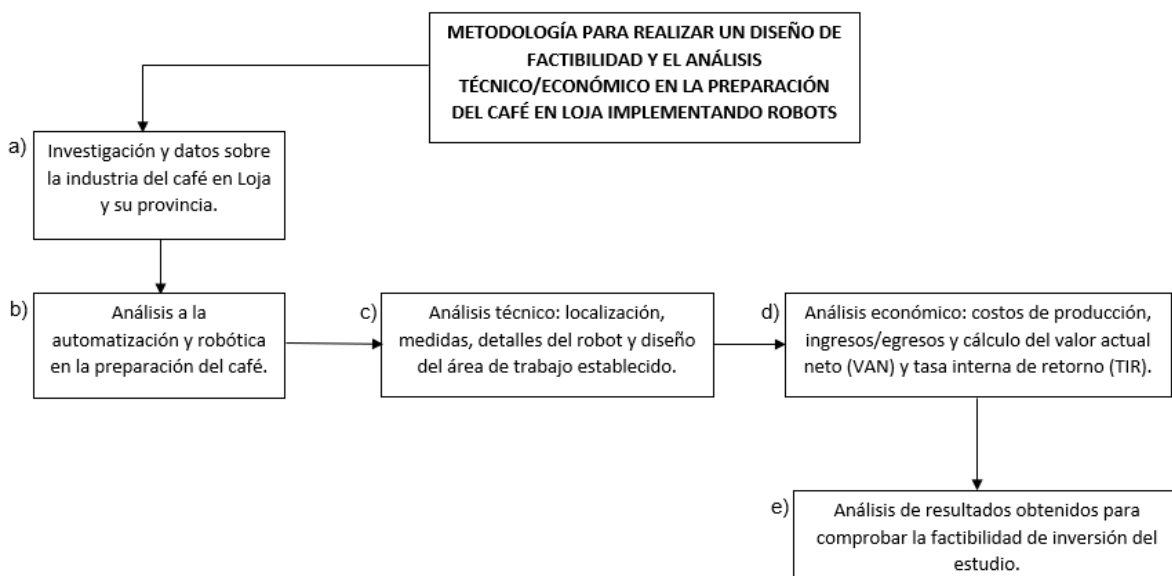 METODOLOGÍA PARA REALIZAR UN DISEÑO DE
FACTIBILIDAD Y EL ANÁLISIS
TÉCNICO/ECONÓMICO EN LA PREPARACIÓN
DEL CAFÉ EN LOJA IMPLEMENTANDO ROBOTS
a)
Investigación y datos sobre
la industria del café en Loja
y su provincia.
b)
Análisis a la
automatización y robótica
en la preparación del café.
c)
Análisis técnico: localización,
medidas, detalles del robot y diseño
del área de trabajo establecido.
d)
Análisis económico: costos de producción,
ingresos/egresos y cálculo del valor actual
neto (VAN) y tasa interna de retorno (TIR).
e)
Análisis de resultados obtenidos para
comprobar la factibilidad de inversión del
estudio.